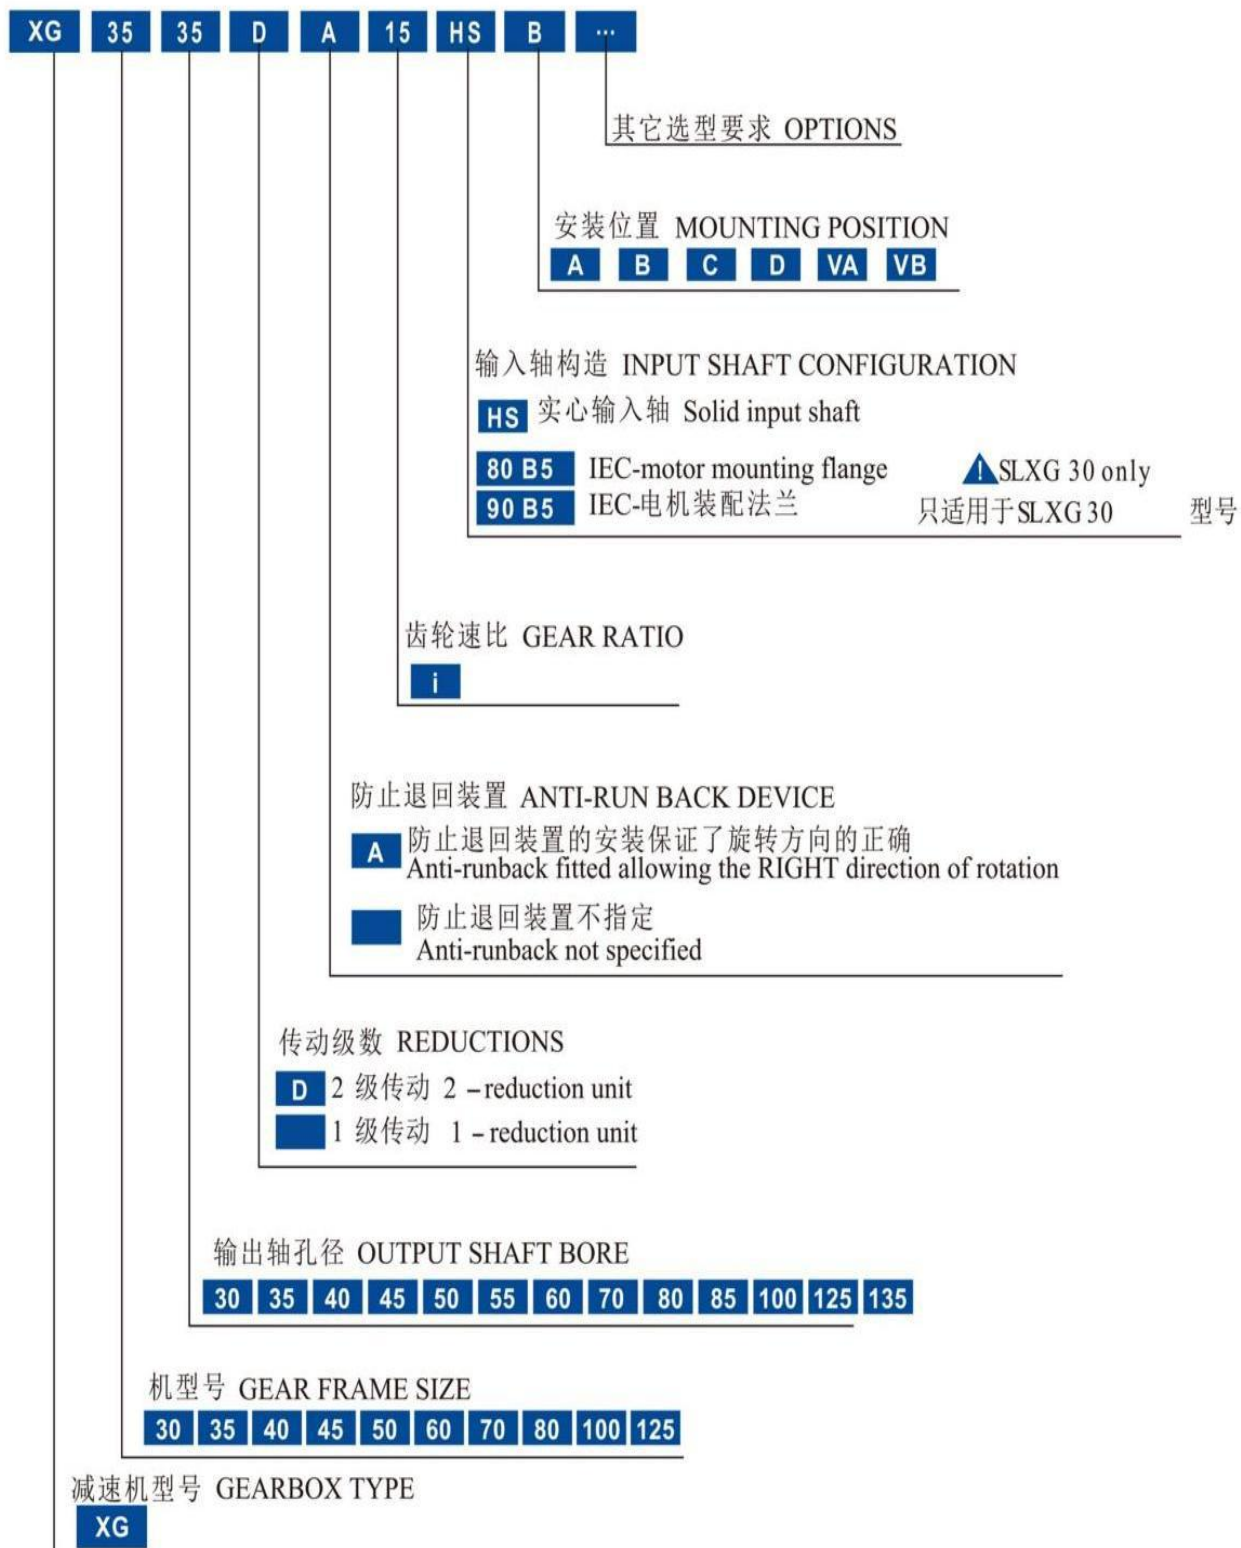 XG 35 35 D A 15 HS B ...
其它选型要求 OPTIONS
安装位置 MOUNTING POSITION
A B C D VA VB
输入轴构造 INPUT SHAFT CONFIGURATION
HS 实心输入轴 Solid input shaft
80 B5 IEC-motor mounting flange ! SLXG 30 only
90 B5 IEC-电机装配法兰 只适用于SLXG30 型号
齿轮速比 GEAR RATIO
i
防止退回装置 ANTI-RUN BACK DEVICE
A 防止退回装置的安装保证了旋转方向的正确
Anti-runback fitted allowing the RIGHT direction of rotation
防止退回装置不指定
Anti-runback not specified
传动级数 REDUCTIONS
D 2 级传动 2 – reduction unit
1 级传动 1 – reduction unit
输出轴孔径 OUTPUT SHAFT BORE
30 35 40 45 50 55 60 70 80 85 100 125 135
机型号 GEAR FRAME SIZE
30 35 40 45 50 60 70 80 100 125
减速机型号 GEARBOX TYPE
XG